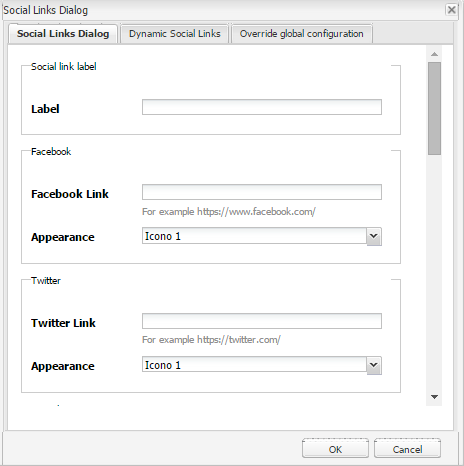 Social Links Dialog
Social Links Dialog
Dynamic Social Links
Override global configuration
Social link label
Label
Facebook
Facebook Link
For example https://www.facebook.com/
Appearance
Icono 1
Twitter
Twitter Link
For example https://twitter.com/
Appearance
Icono 1
OK
Cancel